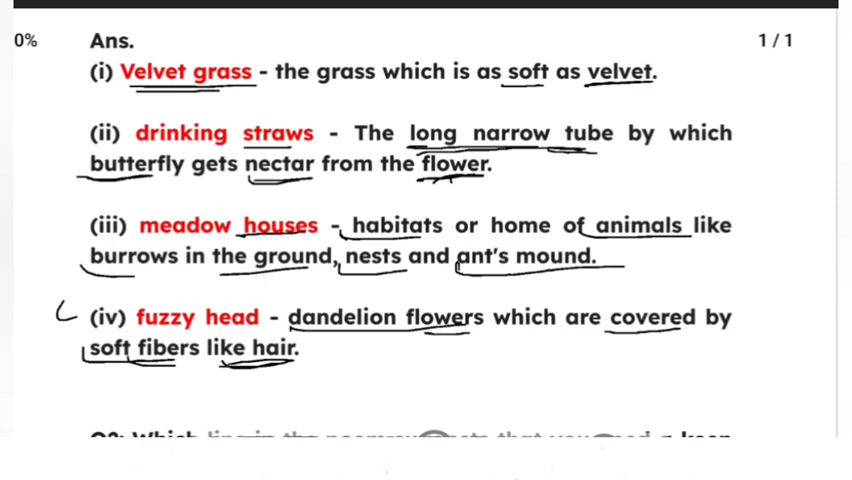 0% Ans. 1 / 1
(i) Velvet grass - the grass which is as soft as velvet.
(ii) drinking straws - The long narrow tube by which
butterfly gets nectar from the flower.
(iii) meadow houses - habitats or home of animals like
burrows in the ground, nests and ant's mound.
(iv) fuzzy head - dandelion flowers which are covered by
soft fibers like hair.